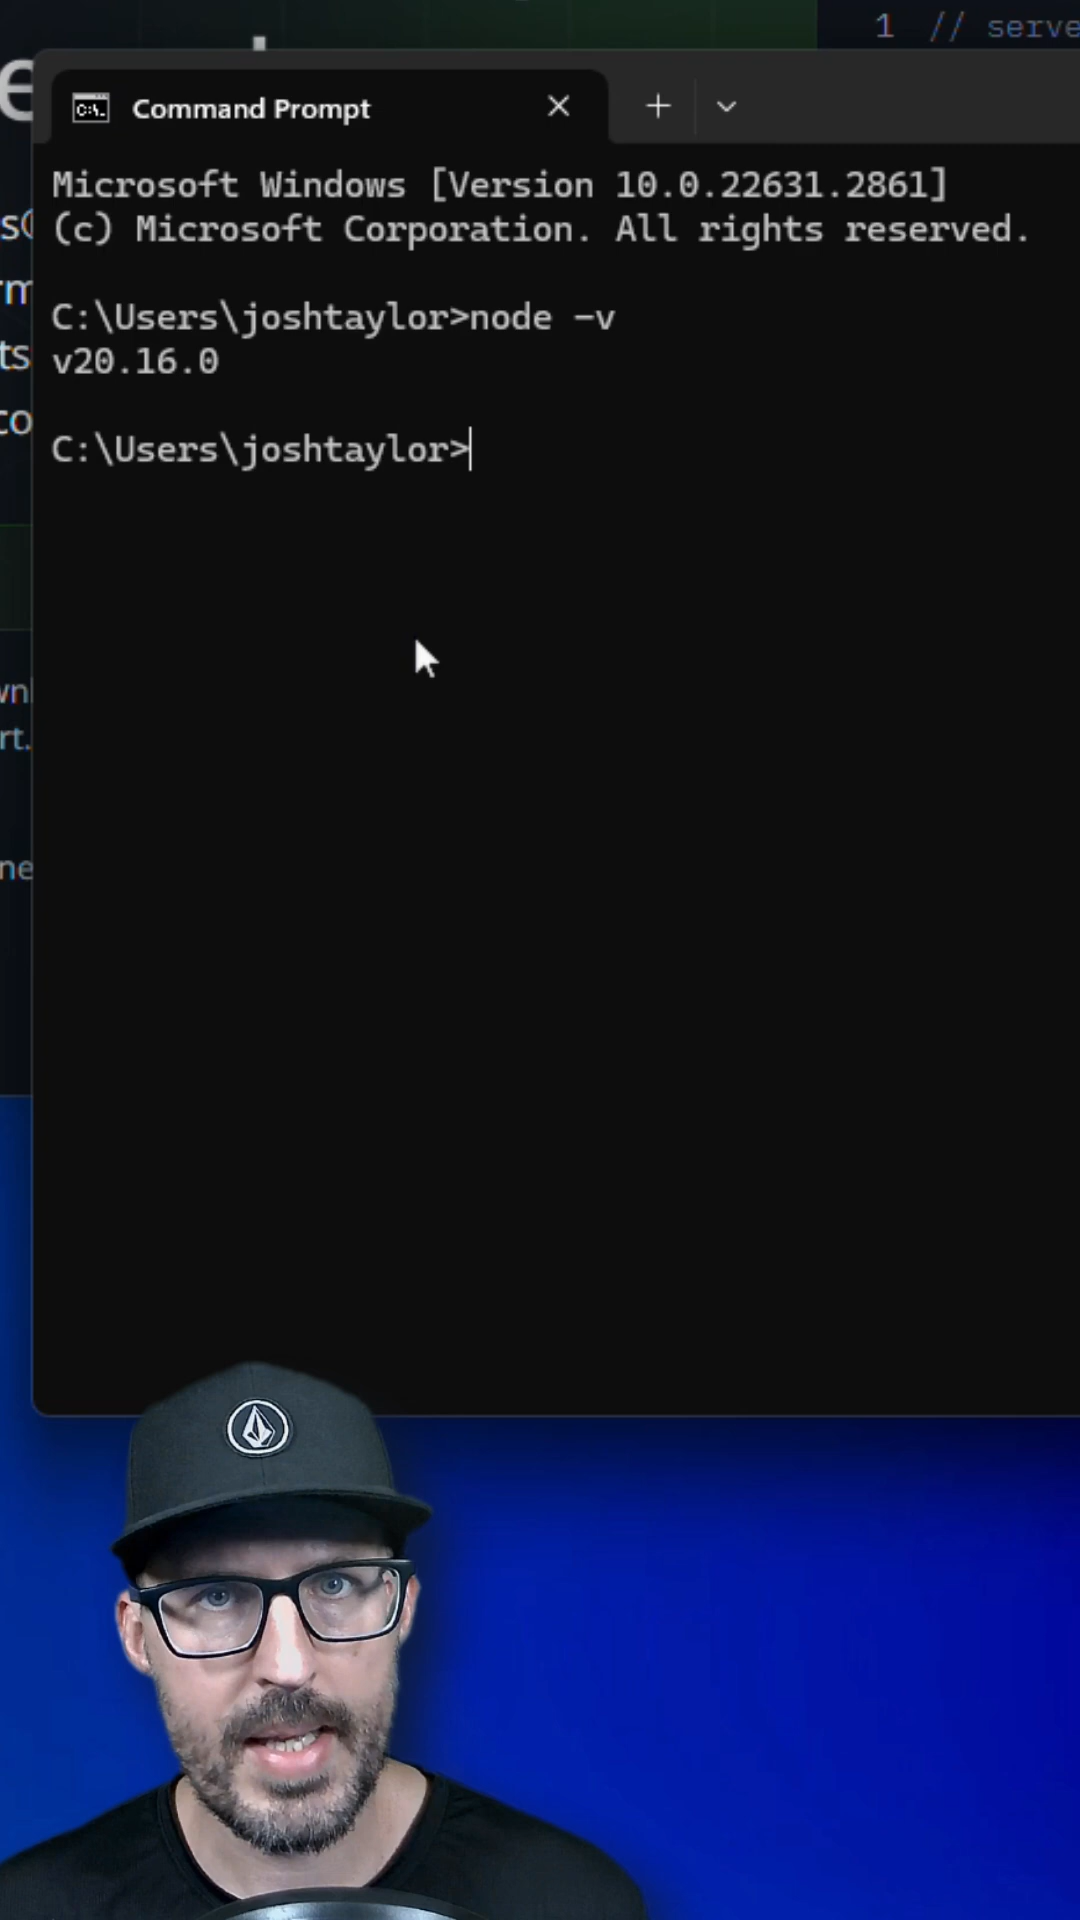 1 // serve
Command Prompt
Microsoft Windows [Version 10.0.22631.2861]
(c) Microsoft Corporation. All rights reserved.
C:\Users\joshtaylor>node -v
v20.16.0
C:\Users\joshtaylor>